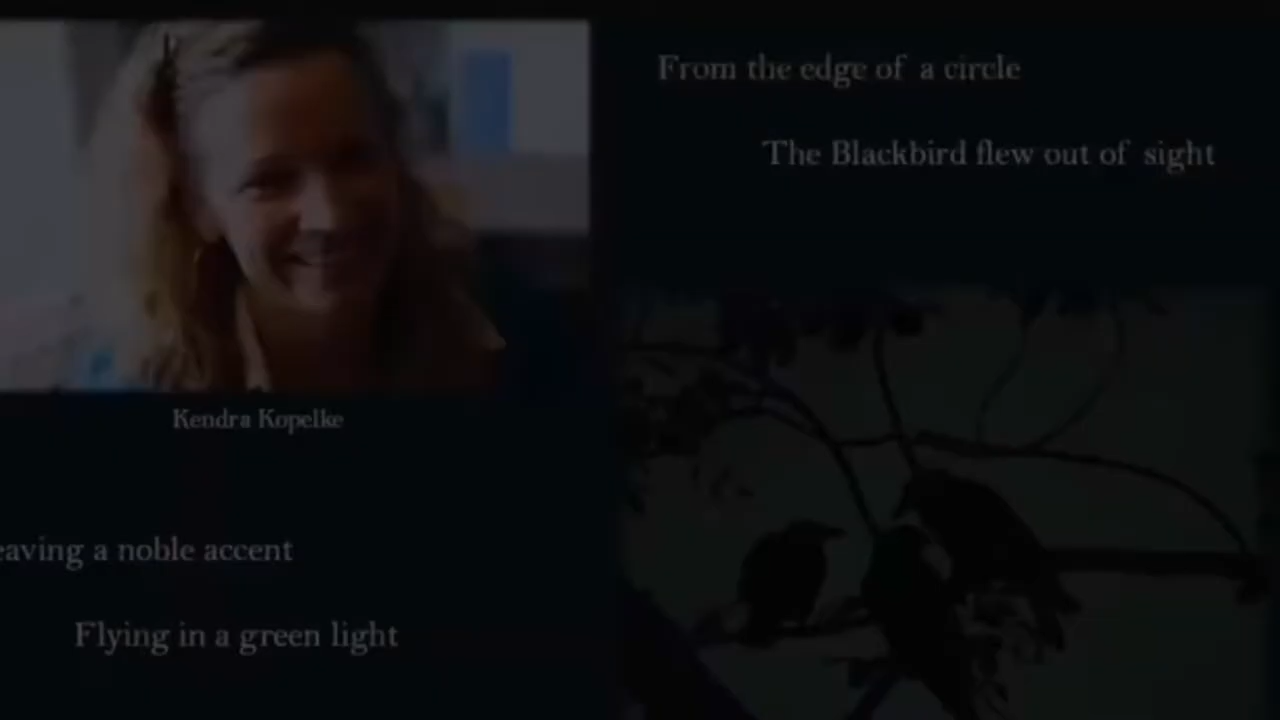 From the edge of a circle
The Blackbird flew out of sight
Kendra Kopelke
eaving a noble accent
Flying in a green light